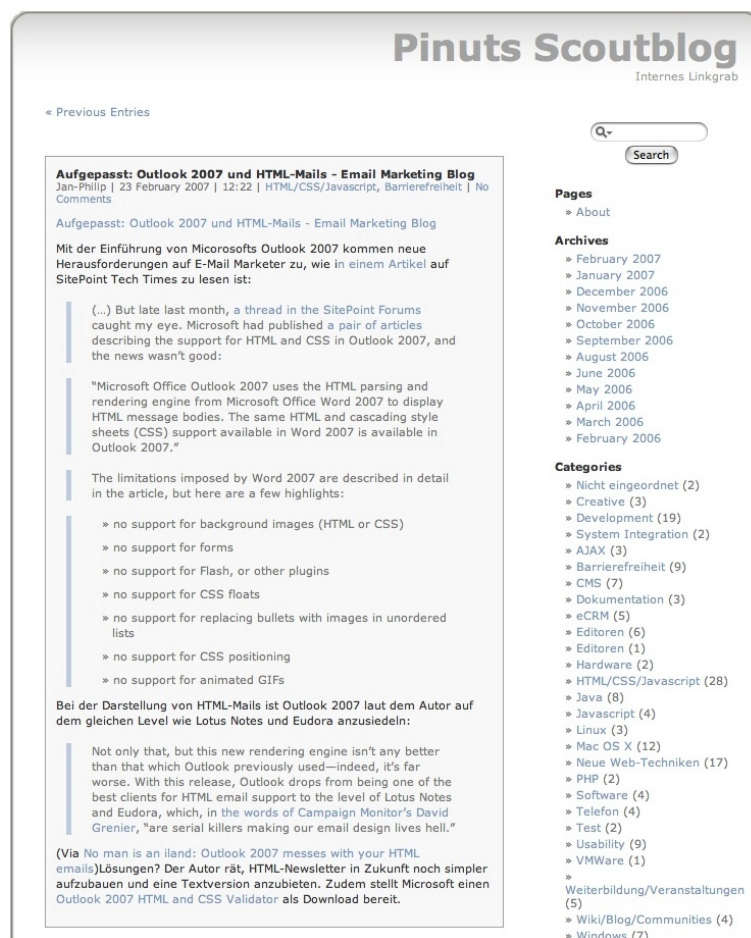 Pinuts Scoutblog
Internes Linkgrab
« Previous Entries
Aufgepasst: Outlook 2007 und HTML-Mails - Email Marketing Blog
Jan-Philip | 23 February 2007 | 12:22 | HTML/CSS/Javascript, Barrierefreiheit | No
Comments
Aufgepasst: Outlook 2007 und HTML-Mails - Email Marketing Blog
Mit der Einführung von Micorosofts Outlook 2007 kommen neue
Herausforderungen auf E-Mail Marketer zu, wie in einem Artikel auf
SitePoint Tech Times zu lesen ist:
(...) But late last month, a thread in the SitePoint Forums
caught my eye. Microsoft had published a pair of articles
describing the support for HTML and CSS in Outlook 2007, and
the news wasn't good:
“Microsoft Office Outlook 2007 uses the HTML parsing and
rendering engine from Microsoft Office Word 2007 to display
HTML message bodies. The same HTML and cascading style
sheets (CSS) support available in Word 2007 is available in
Outlook 2007.”
The limitations imposed by Word 2007 are described in detail
in the article, but here are a few highlights:
» no support for background images (HTML or CSS)
» no support for forms
» no support for Flash, or other plugins
» no support for CSS floats
» no support for replacing bullets with images in unordered
lists
» no support for CSS positioning
» no support for animated GIFs
Bei der Darstellung von HTML-Mails ist Outlook 2007 laut dem Autor auf
dem gleichen Level wie Lotus Notes und Eudora anzusiedeln:
Not only that, but this new rendering engine isn't any better
than that which Outlook previously used—indeed, it's far
worse. With this release, Outlook drops from being one of the
best clients for HTML email support to the level of Lotus Notes
and Eudora, which, in the words of Campaign Monitor's David
Grenier, “are serial killers making our email design lives hell.”
(Via No man is an iland: Outlook 2007 messes with your HTML
emails)Lösungen? Der Autor rät, HTML-Newsletter in Zukunft noch simpler
aufzubauen und eine Textversion anzubieten. Zudem stellt Microsoft einen
Outlook 2007 HTML and CSS Validator als Download bereit.
Search
Pages
» About
Archives
» February 2007
» January 2007
» December 2006
» November 2006
» October 2006
» September 2006
» August 2006
» June 2006
» May 2006
» April 2006
» March 2006
» February 2006
Categories
» Nicht eingeordnet (2)
» Creative (3)
» Development (19)
» System Integration (2)
» AJAX (3)
» Barrierefreiheit (9)
» CMS (7)
» Dokumentation (3)
» eCRM (5)
» Editoren (6)
» Editoren (1)
» Hardware (2)
» HTML/CSS/Javascript (28)
» Java (8)
» Javascript (4)
» Linux (3)
» Mac OS X (12)
» Neue Web-Techniken (17)
» PHP (2)
» Software (4)
» Telefon (4)
» Test (2)
» Usability (9)
» VMWare (1)
»
Weiterbildung/Veranstaltungen
(5)
» Wiki/Blog/Communities (4)
» Windows (7)